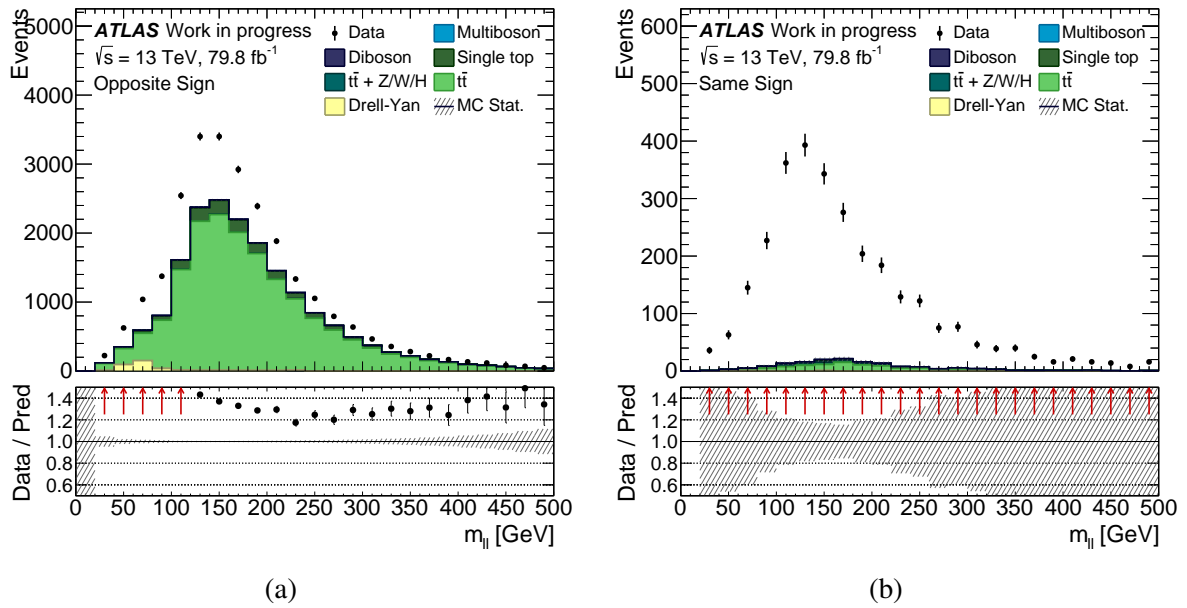 Events
5000
4000
3000
2000
1000
0
ATLAS Work in progress
√s = 13 TeV, 79.8 fb-1
Opposite Sign
Data
Multiboson
Diboson
Single top
tt̄ + Z/W/H
tt̄
Drell-Yan
MC Stat.
Data / Pred
1.4
1.2
1.0
0.8
0.6
0 50 100 150 200 250 300 350 400 450 500
mll [GeV]
(a)
Events
600
500
400
300
200
100
0
ATLAS Work in progress
√s = 13 TeV, 79.8 fb-1
Same Sign
Data
Multiboson
Diboson
Single top
tt̄ + Z/W/H
tt̄
Drell-Yan
MC Stat.
Data / Pred
1.4
1.2
1.0
0.8
0.6
0 50 100 150 200 250 300 350 400 450 500
mll [GeV]
(b)